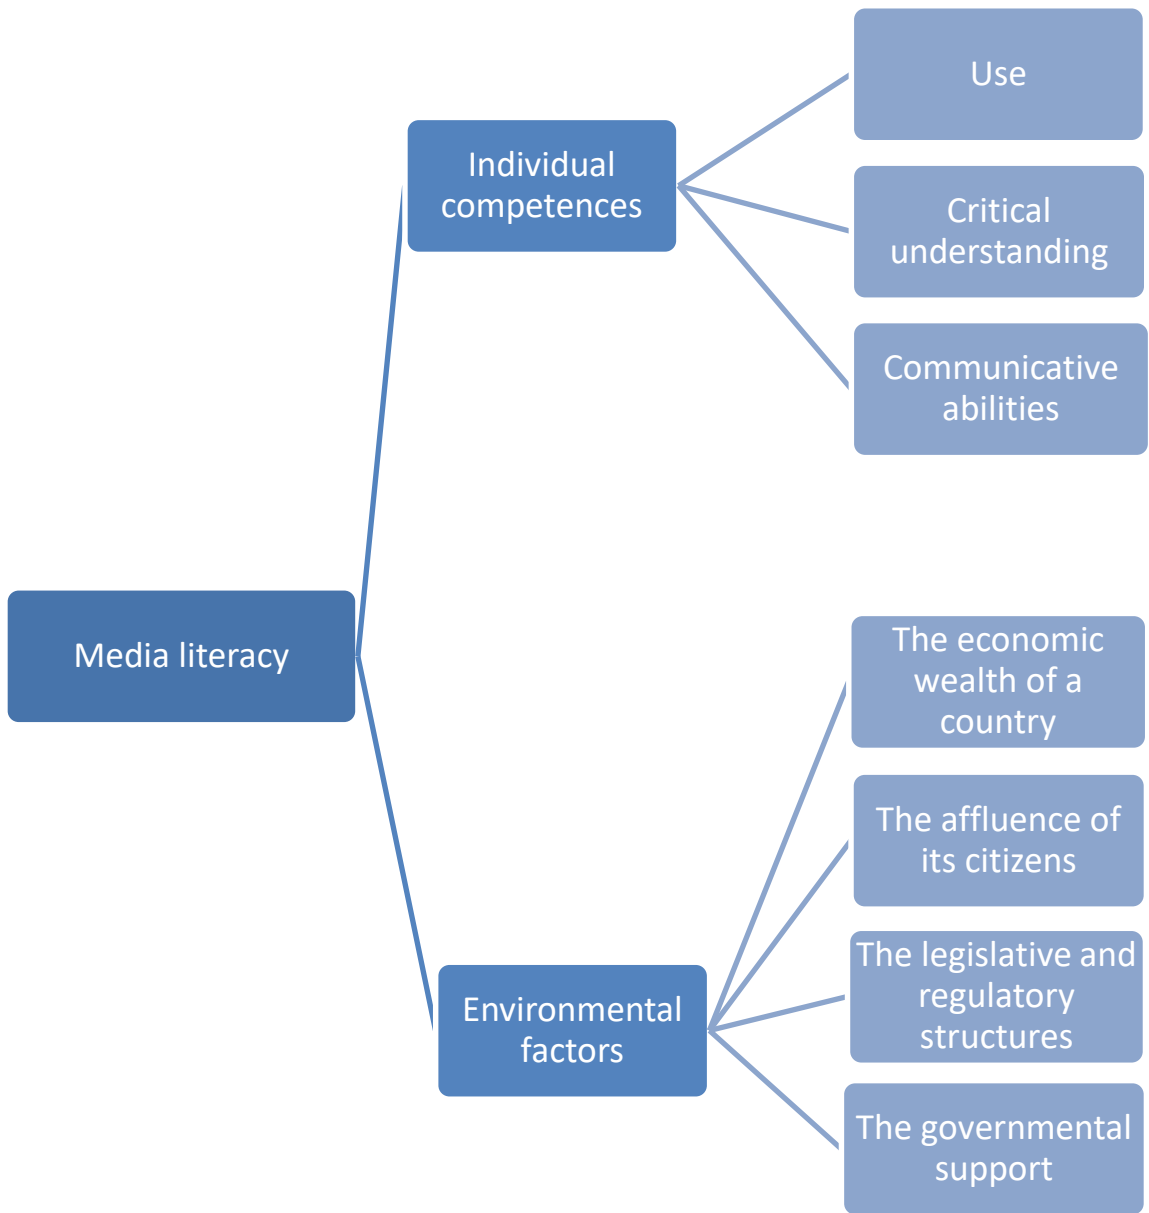 Media literacy
Individual
competences
Use
Critical
understanding
Communicative
abilities
Environmental
factors
The economic
wealth of a
country
The affluence of
its citizens
The legislative and
regulatory
structures
The governmental
support